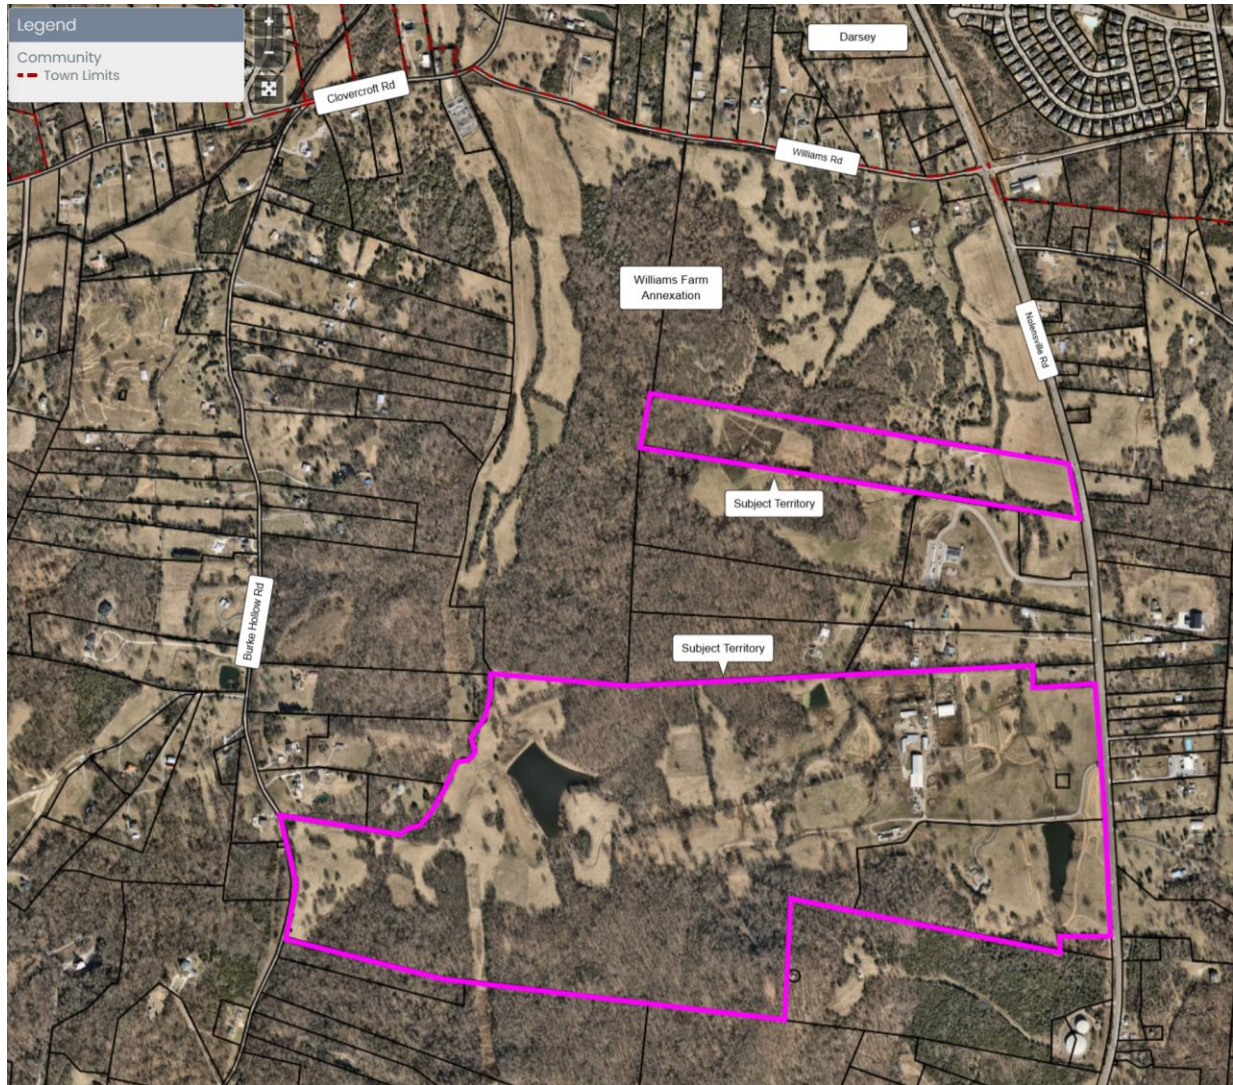 Legend
Community
Town Limits
+
−
Darsey
Clovercroft Rd
Williams Rd
Williams Farm
Annexation
Nolensville Rd
Subject Territory
Burke Hollow Rd
Subject Territory